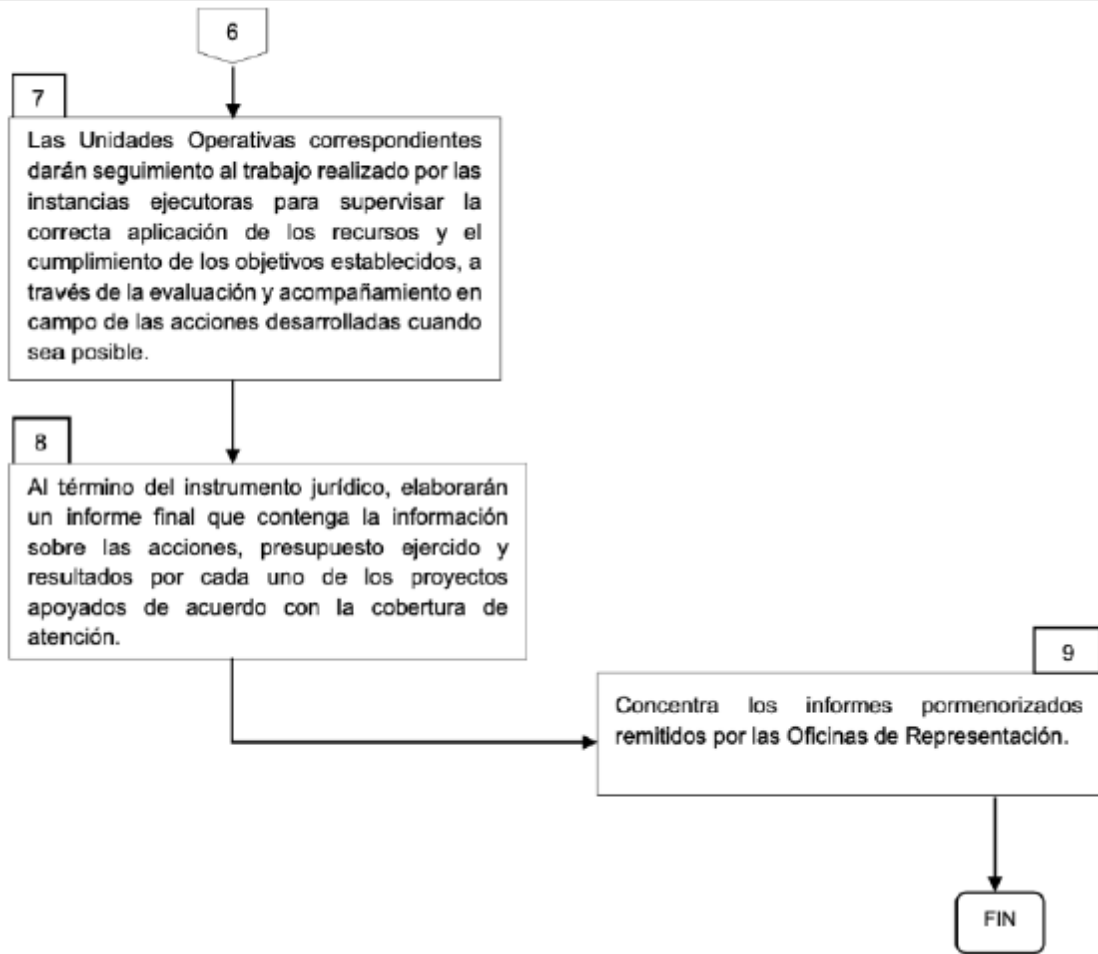 6
7
Las Unidades Operativas correspondientes
darán seguimiento al trabajo realizado por las
instancias ejecutoras para supervisar la
correcta aplicación de los recursos y el
cumplimiento de los objetivos establecidos, a
través de la evaluación y acompañamiento en
campo de las acciones desarrolladas cuando
sea posible.
8
Al término del instrumento jurídico, elaborarán
un informe final que contenga la información
sobre las acciones, presupuesto ejercido y
resultados por cada uno de los proyectos
apoyados de acuerdo con la cobertura de
atención.
9
Concentra los informes pormenorizados
remitidos por las Oficinas de Representación.
FIN